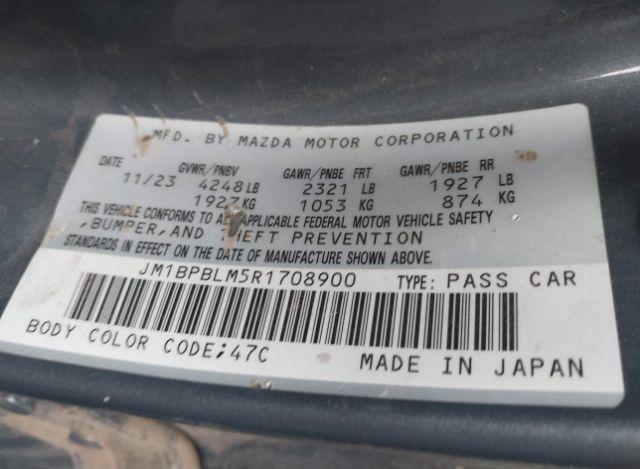 MFD. BY MAZDA MOTOR CORPORATION
DATE GVWR/PNBV GAWR/PNBE FRT GAWR/PNBE RR
11/23 4248 LB 2321 LB 1927 LB
1927 KG 1053 KG 874 KG
THIS VEHICLE CONFORMS TO ALL APPLICABLE FEDERAL MOTOR VEHICLE SAFETY
,BUMPER,AND THEFT PREVENTION
STANDARDS IN EFFECT ON THE DATE OF MANUFACTURE SHOWN ABOVE.
JM1BPBLM5R1708900 TYPE: PASS CAR
BODY COLOR CODE;47C MADE IN JAPAN